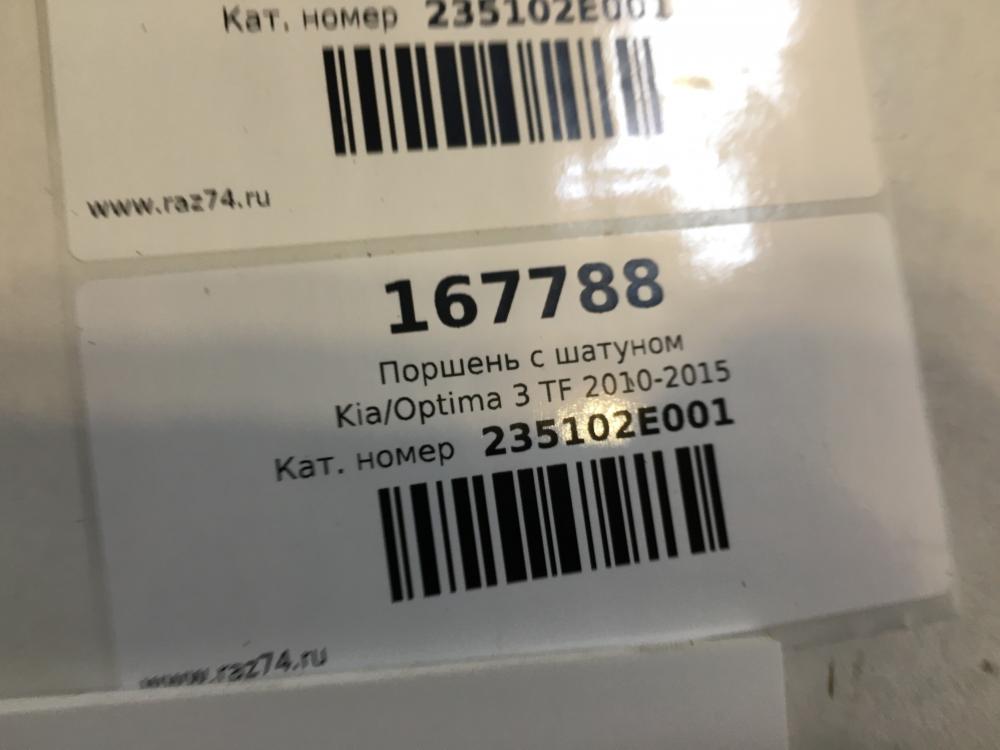 Кат. номер 235102E001
www.raz74.ru
167788
Поршень с шатуном
Kia/Optima 3 TF 2010-2015
Кат. номер 235102E001
www.raz74.ru